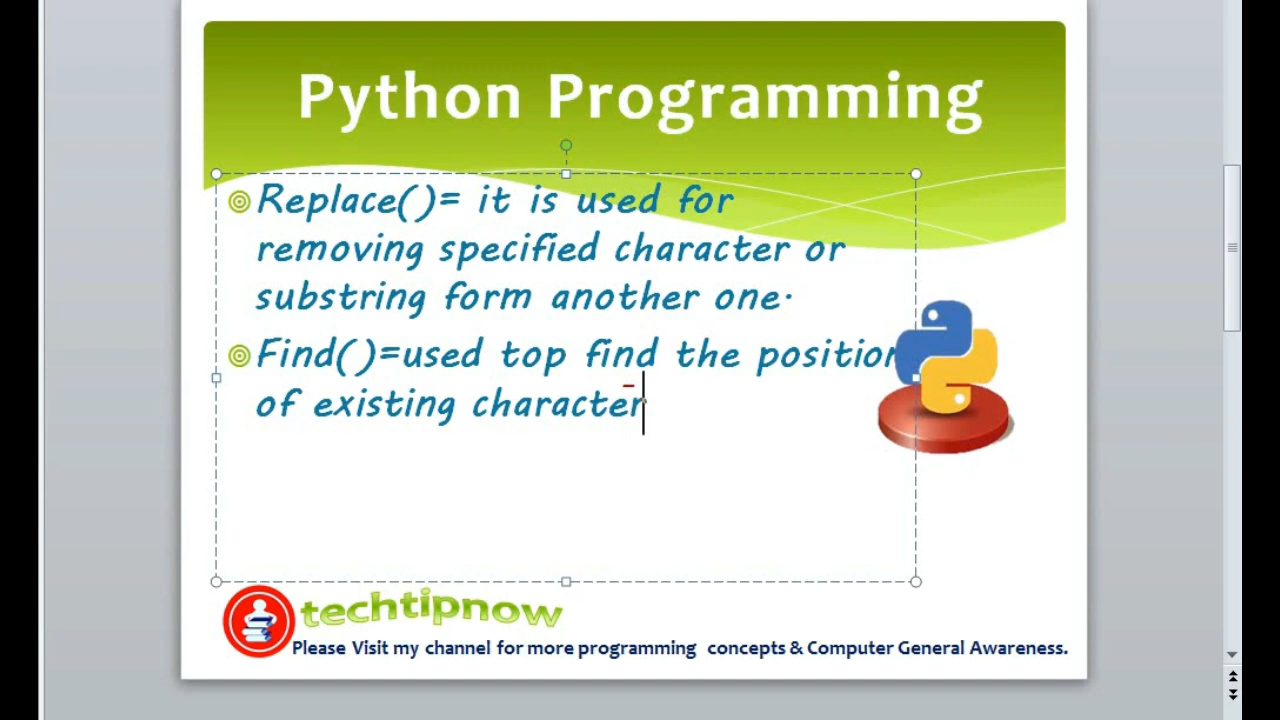 Python Programming
Replace()= it is used for
removing specified character or
substring form another one.
Find()=used top find the position
of existing character
techtipnow
Please Visit my channel for more programming concepts & Computer General Awareness.